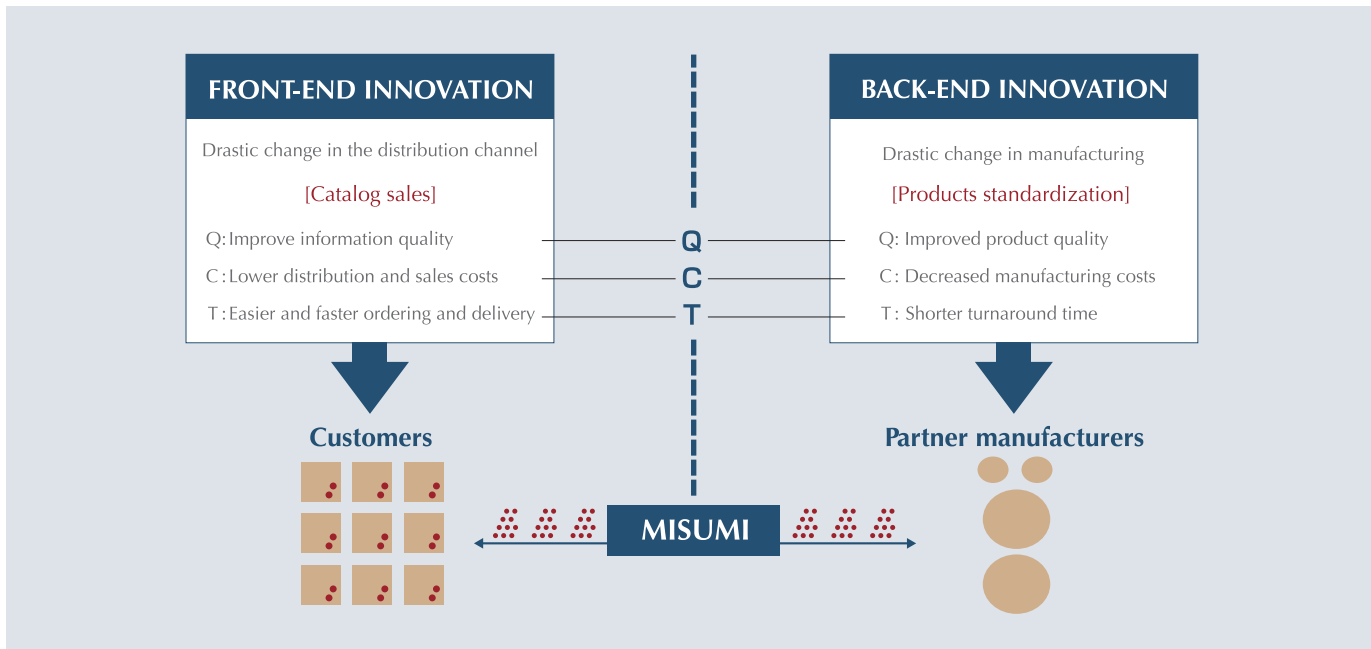 FRONT-END INNOVATION
Drastic change in the distribution channel
[Catalog sales]
Q: Improve information quality
C: Lower distribution and sales costs
T: Easier and faster ordering and delivery
Q
C
T
BACK-END INNOVATION
Drastic change in manufacturing
[Products standardization]
Q: Improved product quality
C: Decreased manufacturing costs
T: Shorter turnaround time
Customers
Partner manufacturers
MISUMI